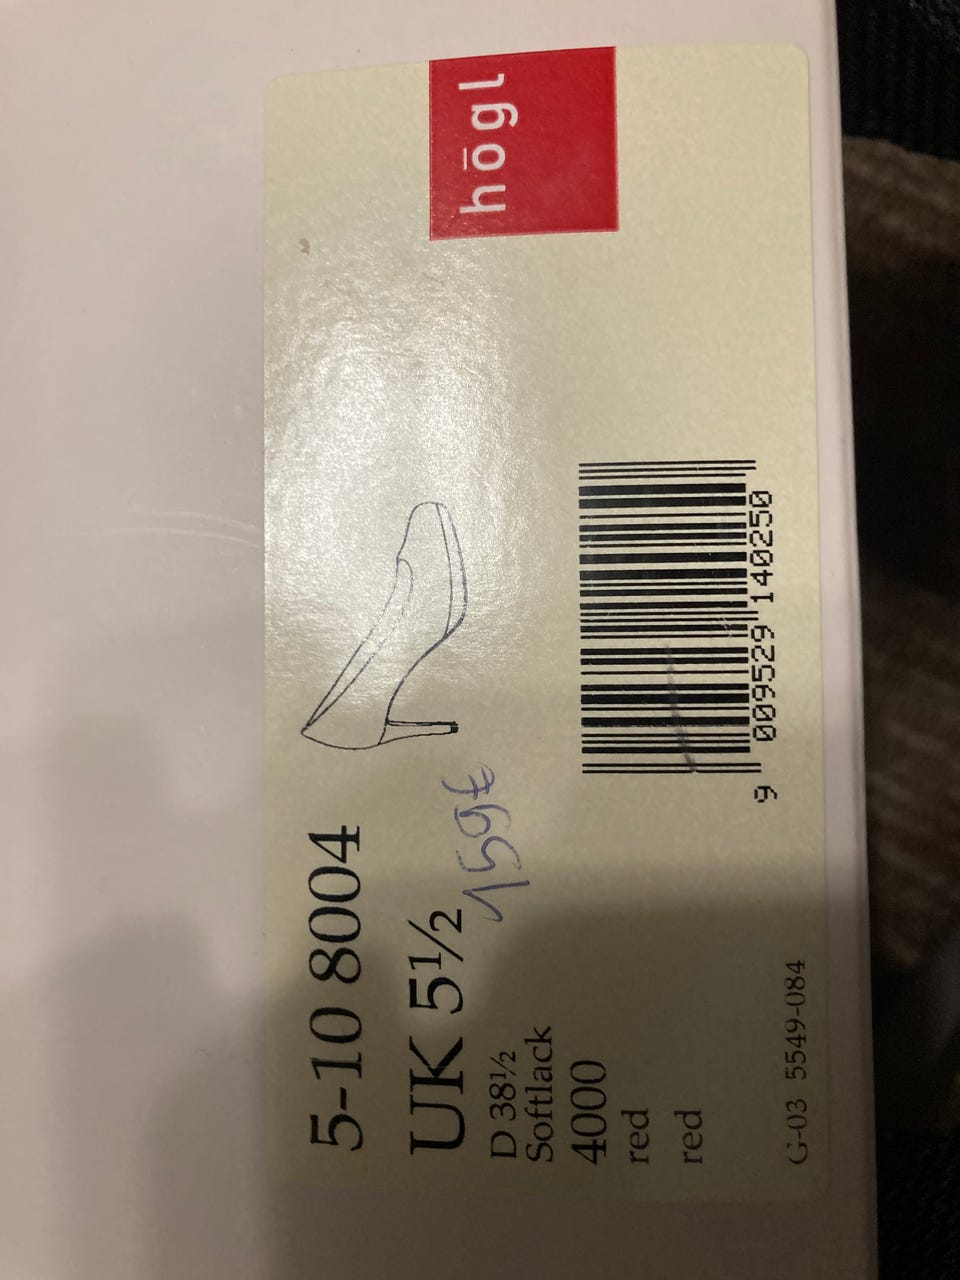 högl
5-10 8004
UK 5½
159€
D 38½
Softlack
4000
red
red
9 009529 140250
G-03 5549-084